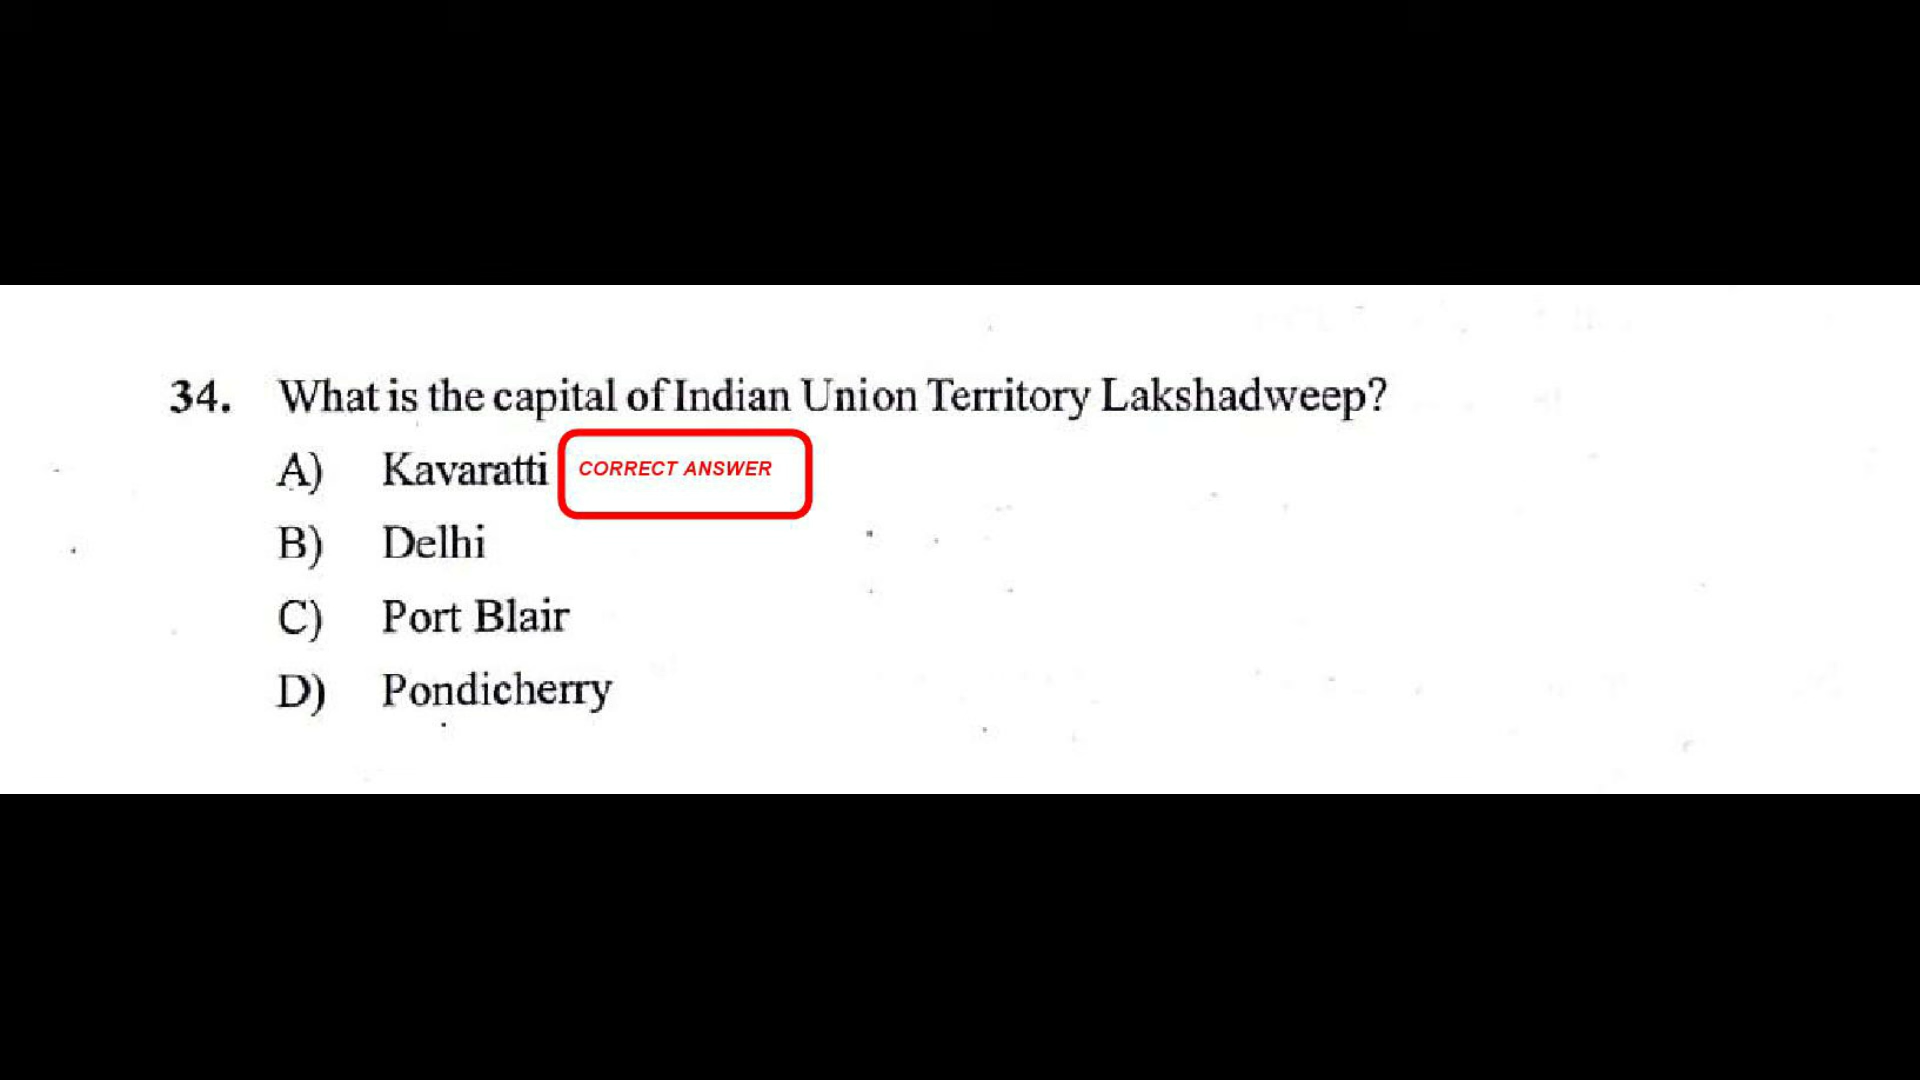 34. What is the capital of Indian Union Territory Lakshadweep?
A) Kavaratti CORRECT ANSWER
B) Delhi
C) Port Blair
D) Pondicherry